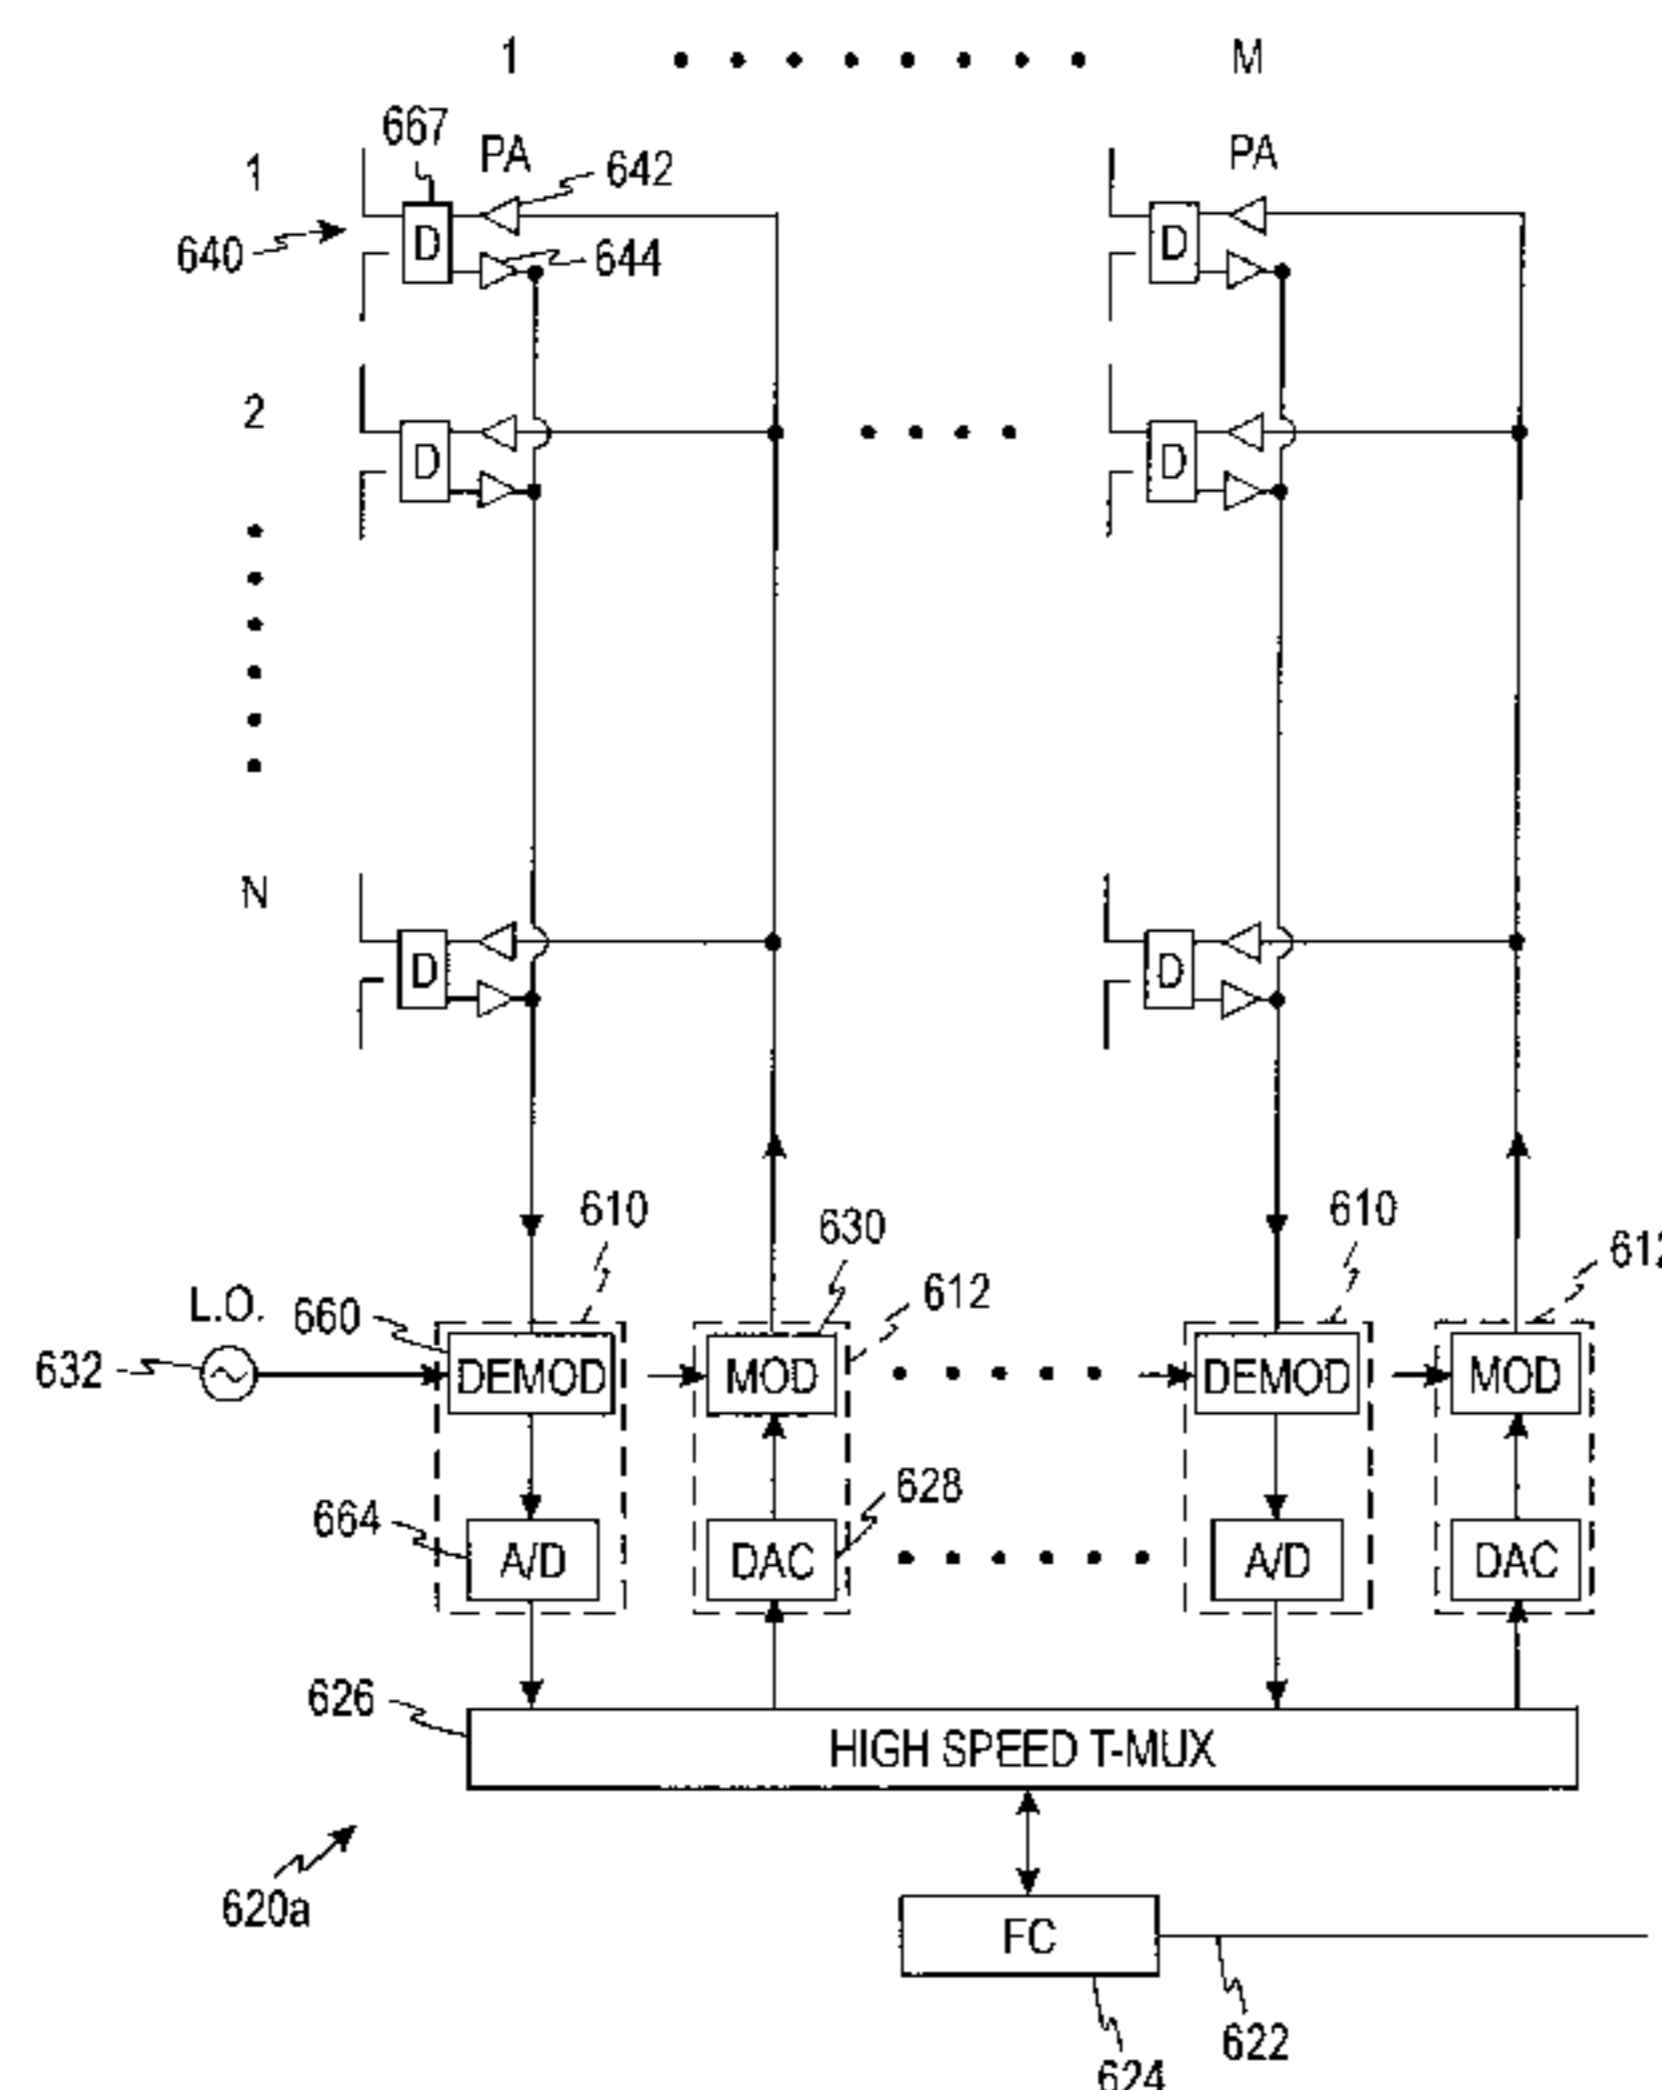 1 M
667
PA PA
1 642
640 D D
644
2
D D
N
D D
610 630 610 612
L.O. 660 612
632 DEMOD MOD DEMOD MOD
628
664 A/D DAC A/D DAC
626
HIGH SPEED T-MUX
620a
FC
622
624